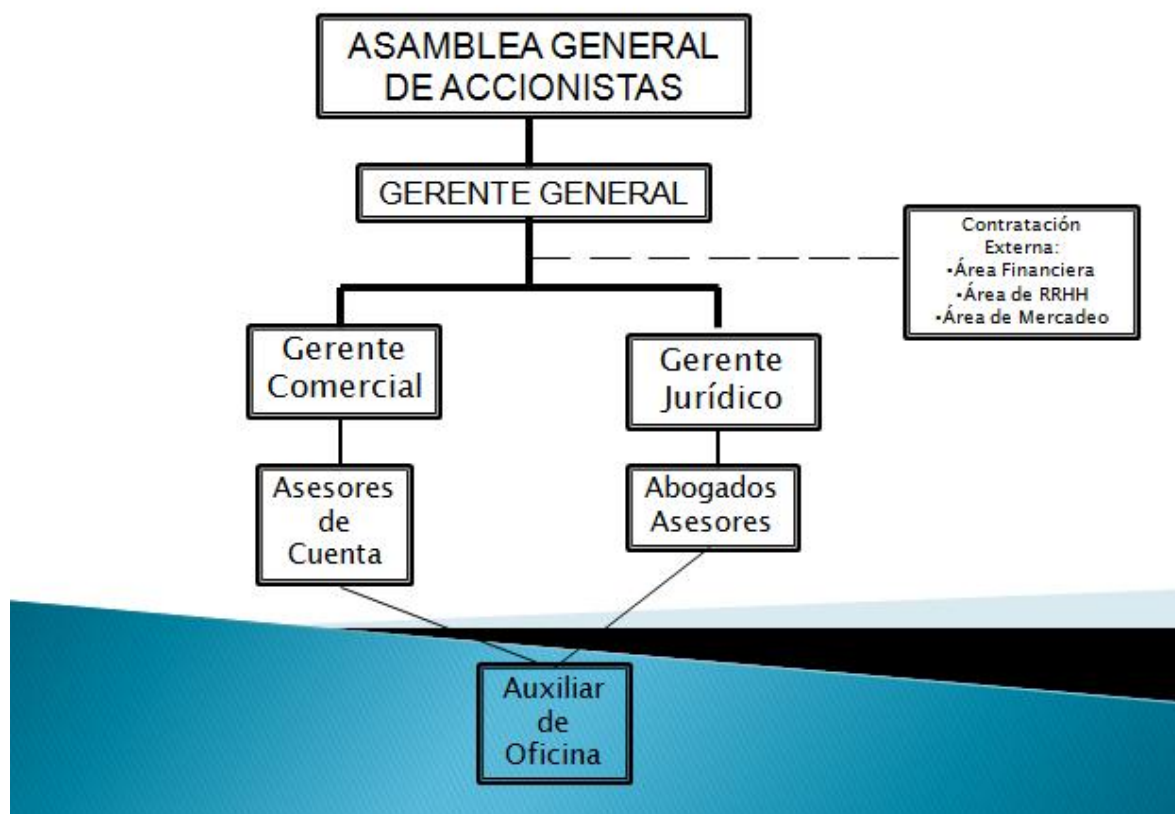 ASAMBLEA GENERAL
DE ACCIONISTAS
GERENTE GENERAL
Contratación
Externa:
•Área Financiera
•Área de RRHH
•Área de Mercadeo
Gerente
Comercial
Gerente
Jurídico
Asesores
de
Cuenta
Abogados
Asesores
Auxiliar
de
Oficina